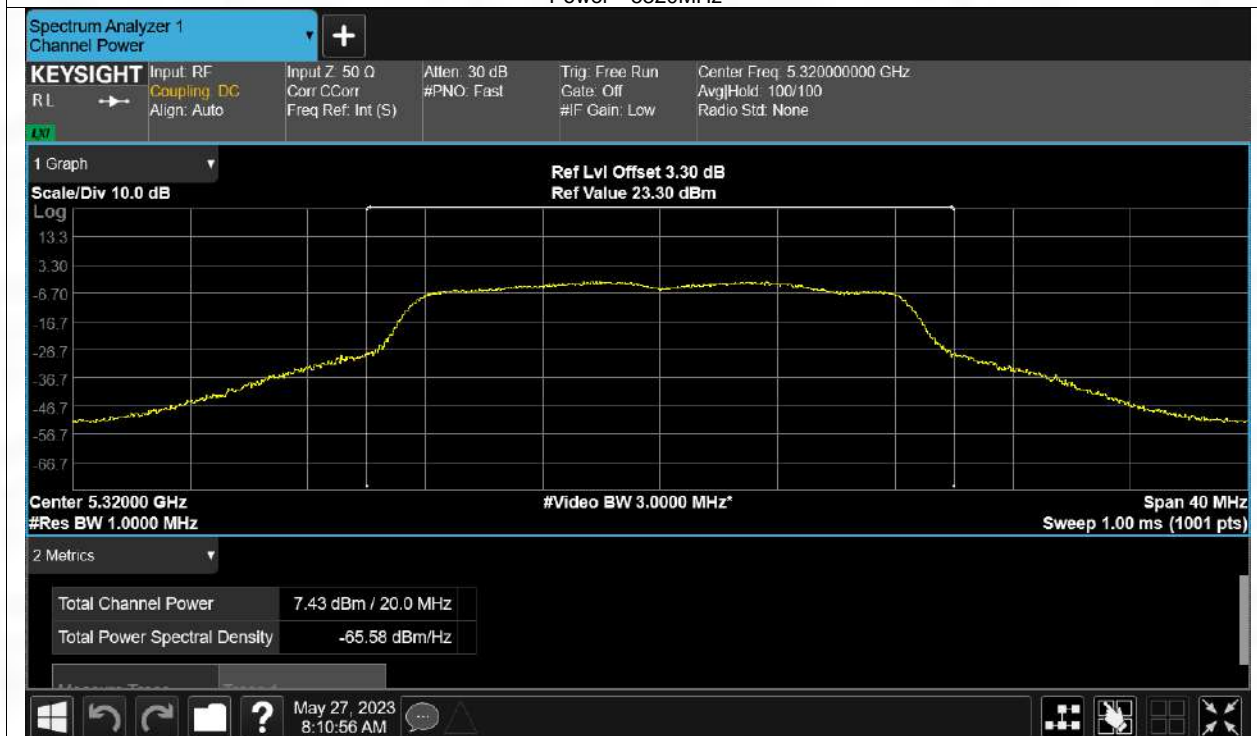 Spectrum Analyzer 1
Channel Power
KEYSIGHT
RL
LXI
Input: RF
Coupling: DC
Align: Auto
Input Z: 50 Ω
Corr CCorr
Freq Ref: Int (S)
Atten: 30 dB
#PNO: Fast
Trig: Free Run
Gate: Off
#IF Gain: Low
Center Freq: 5.320000000 GHz
Avg|Hold: 100/100
Radio Std: None
1 Graph
Scale/Div 10.0 dB
Ref Lvl Offset 3.30 dB
Ref Value 23.30 dBm
Log
13.3
3.30
-6.70
-16.7
-26.7
-36.7
-46.7
-56.7
-66.7
Center 5.32000 GHz
#Video BW 3.0000 MHz*
Span 40 MHz
#Res BW 1.0000 MHz
Sweep 1.00 ms (1001 pts)
2 Metrics
Total Channel Power 7.43 dBm / 20.0 MHz
Total Power Spectral Density -65.58 dBm/Hz
?
May 27, 2023
8:10:56 AM